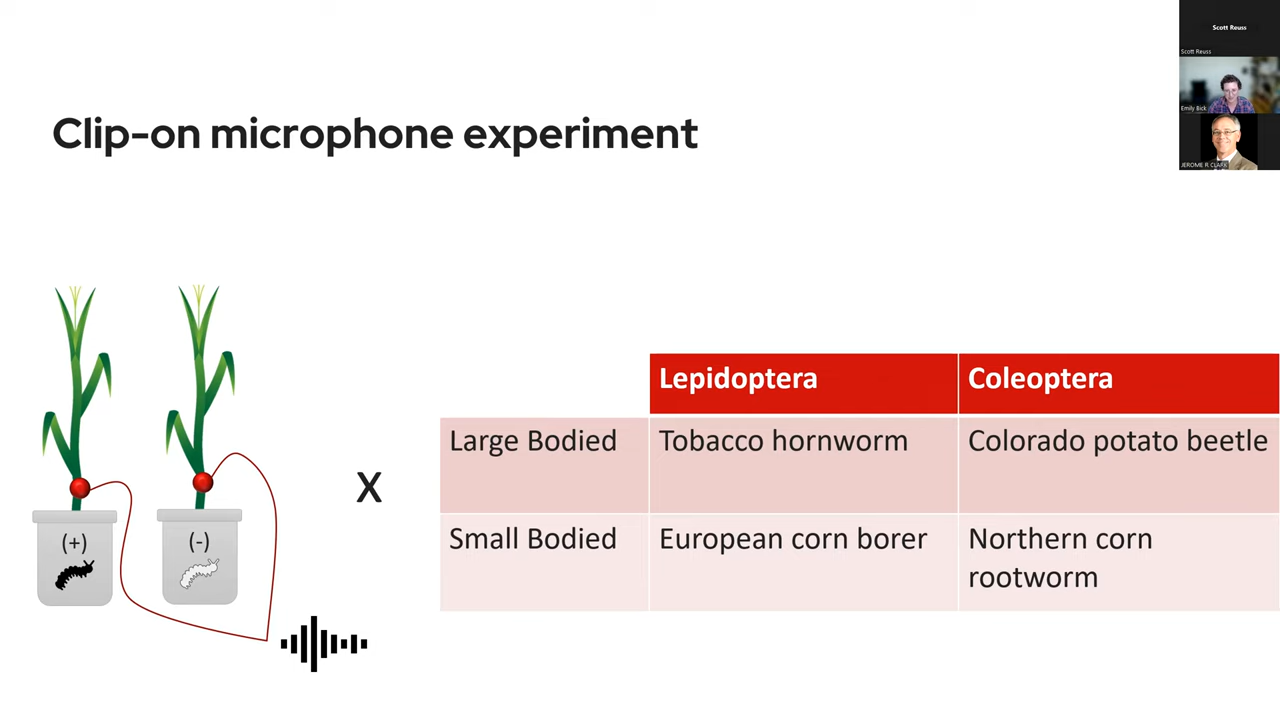 Scott Reuss
Scott Reuss
Emily Bick
JEROME R CLARK
Clip-on microphone experiment
(+)
(-)
X
Lepidoptera Coleoptera
Large Bodied Tobacco hornworm Colorado potato beetle
Small Bodied European corn borer Northern corn
rootworm